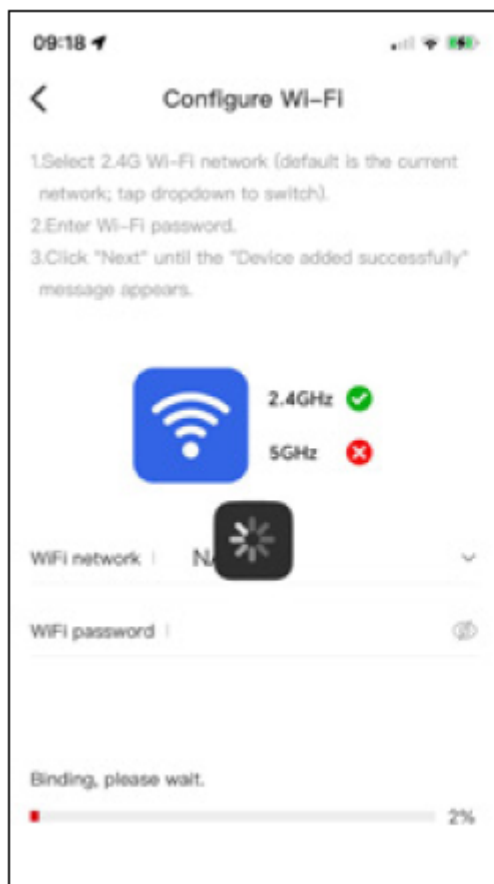 09:18
Configure Wi-Fi
1.Select 2.4G Wi-Fi network (default is the current
network; tap dropdown to switch).
2.Enter Wi-Fi password.
3.Click "Next" until the "Device added successfully"
message appears.
2.4GHz
5GHz
WiFi network
WiFi password
Binding, please wait.
2%